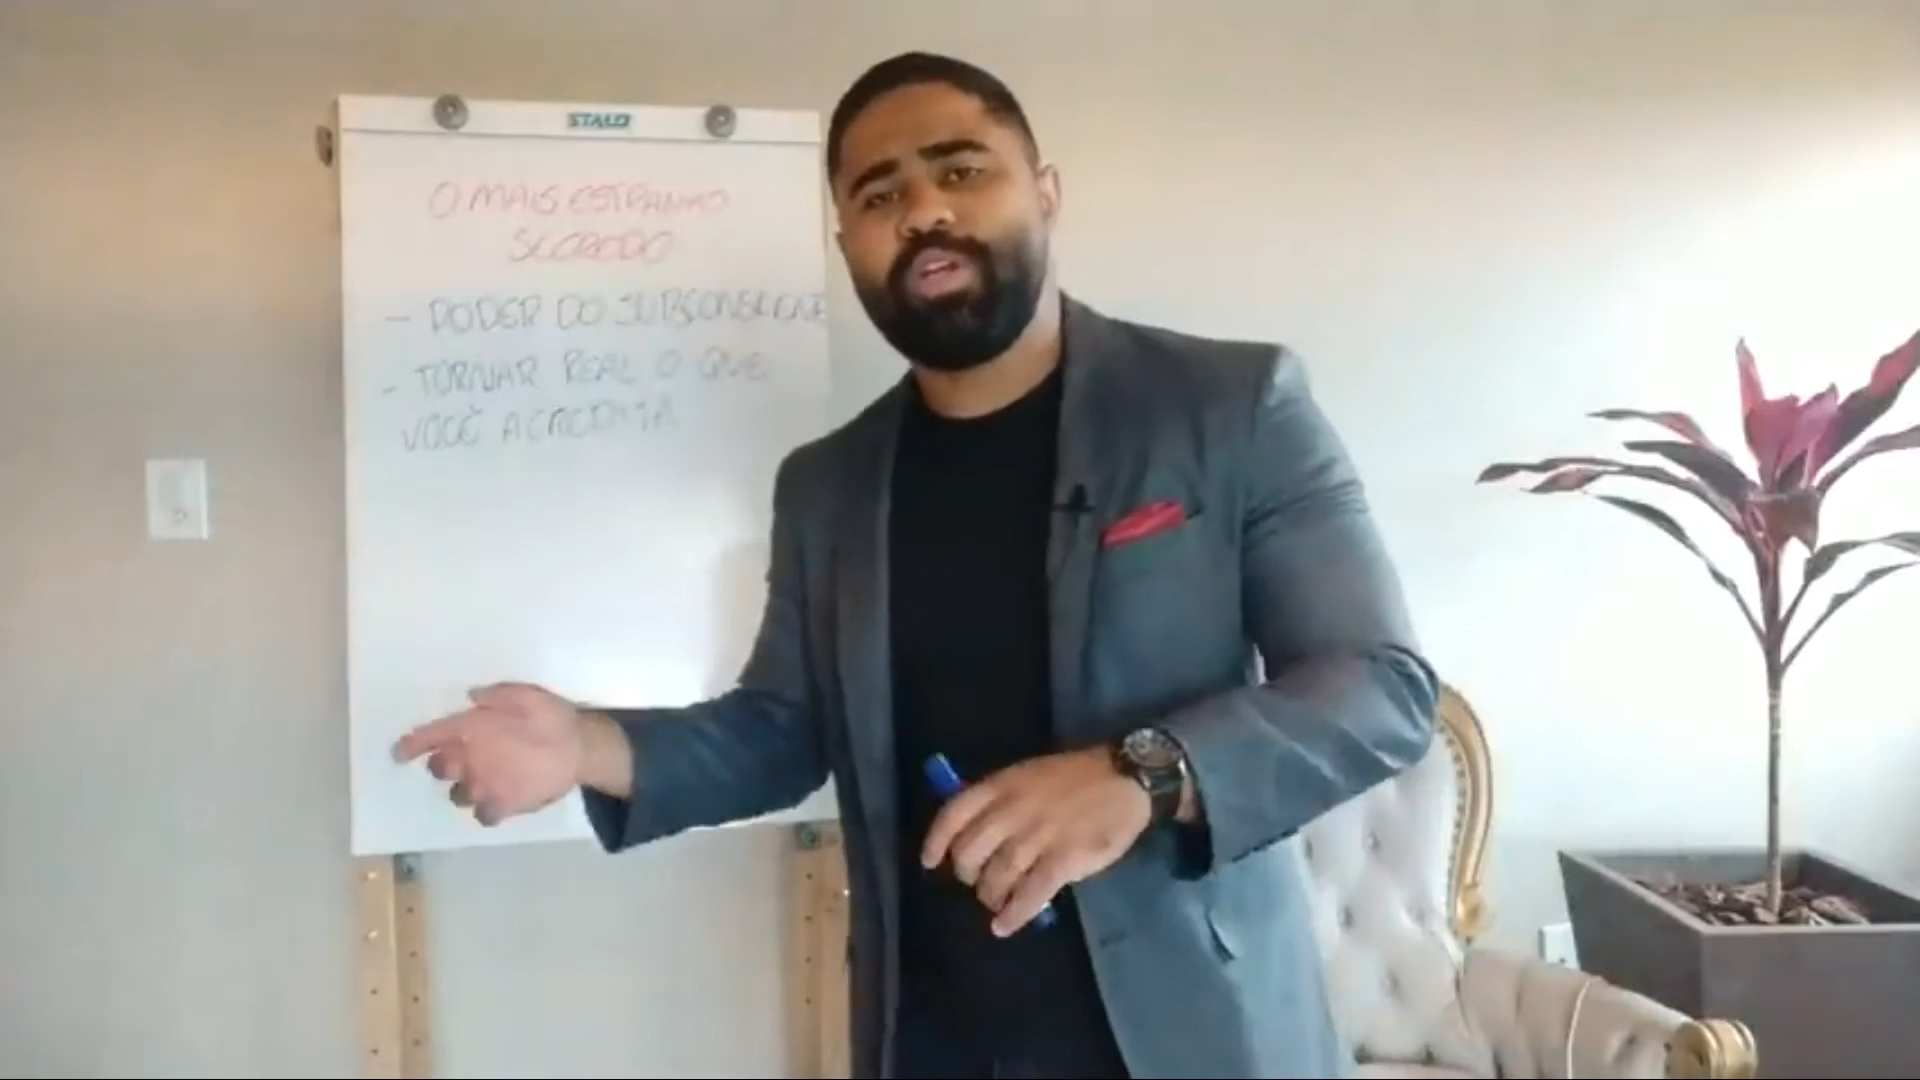 STALO
O MAIS ESTRANHO
SEGREDO
- PODER DO SUBCONSCIENTE
- TORNAR REAL O QUE
VOCÊ ACREDITA